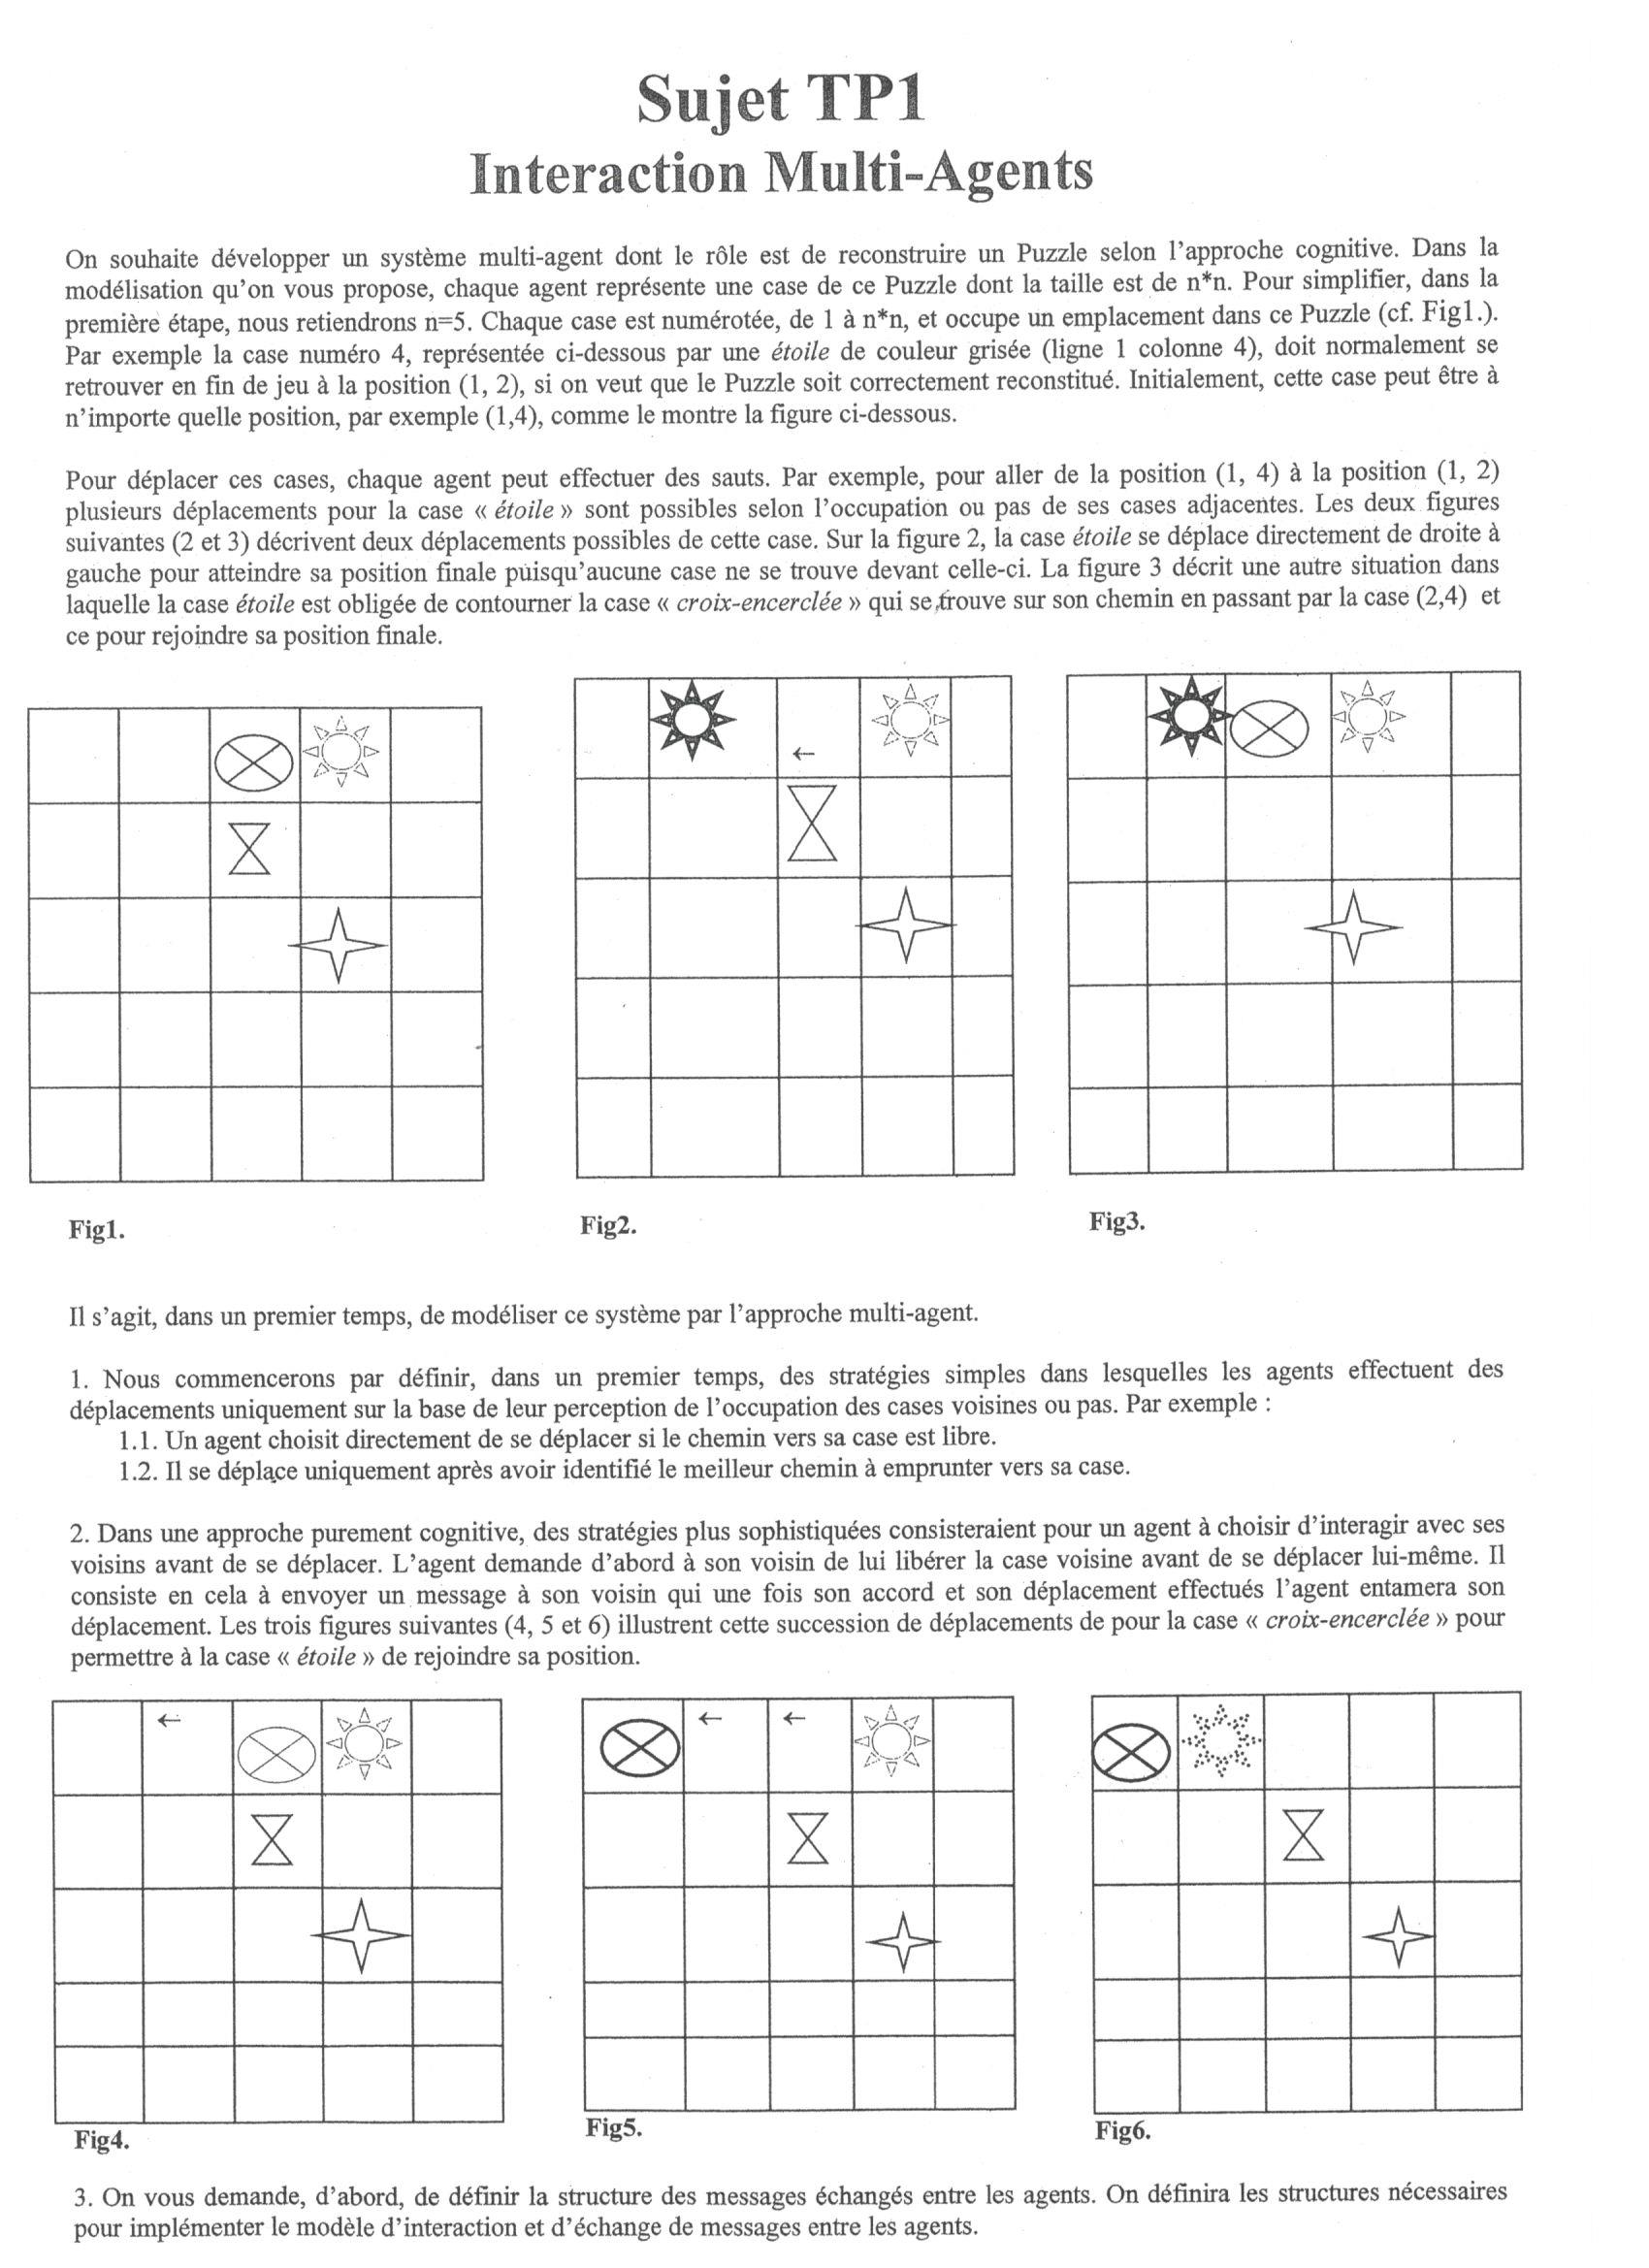 Sujet TP1
Interaction Multi-Agents
On souhaite développer un système multi-agent dont le rôle est de reconstruire un Puzzle selon l'approche cognitive. Dans la
modélisation qu'on vous propose, chaque agent représente une case de ce Puzzle dont la taille est de n*n. Pour simplifier, dans la
première étape, nous retiendrons n=5. Chaque case est numérotée, de 1 à n*n, et occupe un emplacement dans ce Puzzle (cf. Fig1.).
Par exemple la case numéro 4, représentée ci-dessous par une étoile de couleur grisée (ligne 1 colonne 4), doit normalement se
retrouver en fin de jeu à la position (1, 2), si on veut que le Puzzle soit correctement reconstitué. Initialement, cette case peut être à
n'importe quelle position, par exemple (1,4), comme le montre la figure ci-dessous.
Pour déplacer ces cases, chaque agent peut effectuer des sauts. Par exemple, pour aller de la position (1, 4) à la position (1, 2)
plusieurs déplacements pour la case « étoile » sont possibles selon l'occupation ou pas de ses cases adjacentes. Les deux figures
suivantes (2 et 3) décrivent deux déplacements possibles de cette case. Sur la figure 2, la case étoile se déplace directement de droite à
gauche pour atteindre sa position finale puisqu'aucune case ne se trouve devant celle-ci. La figure 3 décrit une autre situation dans
laquelle la case étoile est obligée de contourner la case « croix-encerclée » qui se trouve sur son chemin en passant par la case (2,4) et
ce pour rejoindre sa position finale.
Fig1.
Fig2.
Fig3.
Il s'agit, dans un premier temps, de modéliser ce système par l'approche multi-agent.
1. Nous commencerons par définir, dans un premier temps, des stratégies simples dans lesquelles les agents effectuent des
déplacements uniquement sur la base de leur perception de l'occupation des cases voisines ou pas. Par exemple :
1.1. Un agent choisit directement de se déplacer si le chemin vers sa case est libre.
1.2. Il se déplace uniquement après avoir identifié le meilleur chemin à emprunter vers sa case.
2. Dans une approche purement cognitive, des stratégies plus sophistiquées consisteraient pour un agent à choisir d'interagir avec ses
voisins avant de se déplacer. L'agent demande d'abord à son voisin de lui libérer la case voisine avant de se déplacer lui-même. Il
consiste en cela à envoyer un message à son voisin qui une fois son accord et son déplacement effectués l'agent entamera son
déplacement. Les trois figures suivantes (4, 5 et 6) illustrent cette succession de déplacements de pour la case « croix-encerclée » pour
permettre à la case « étoile » de rejoindre sa position.
Fig4.
Fig5.
Fig6.
3. On vous demande, d'abord, de définir la structure des messages échangés entre les agents. On définira les structures nécessaires
pour implémenter le modèle d'interaction et d'échange de messages entre les agents.